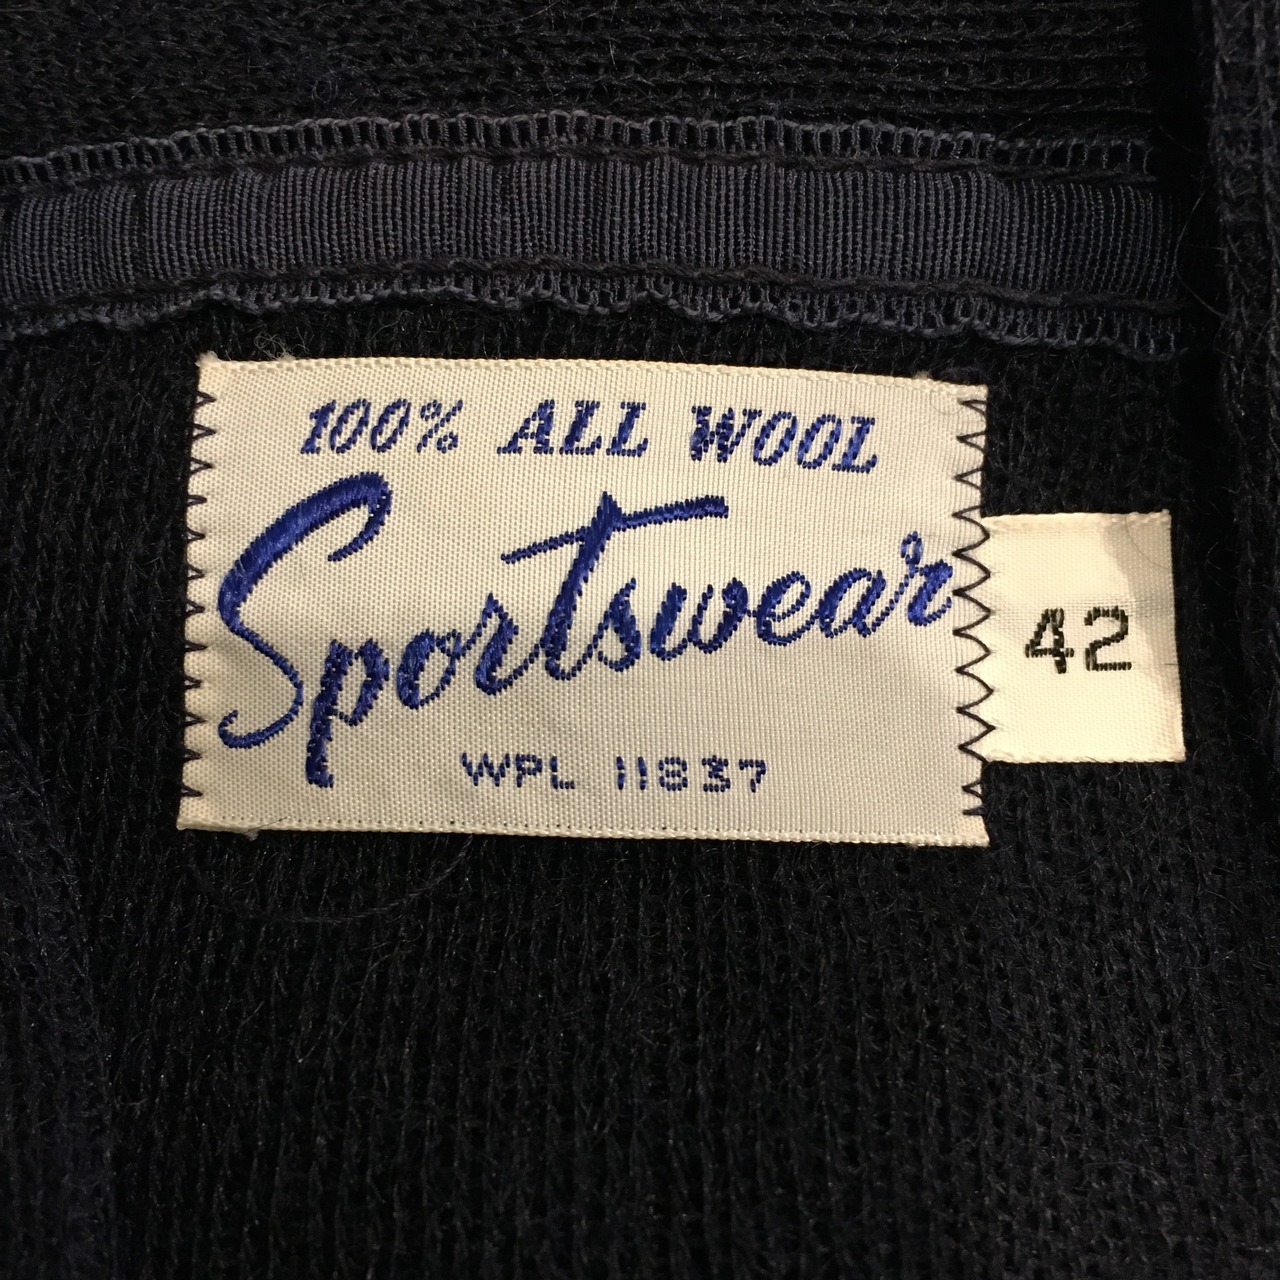 100% ALL WOOL
Sportswear
WPL 11837
42